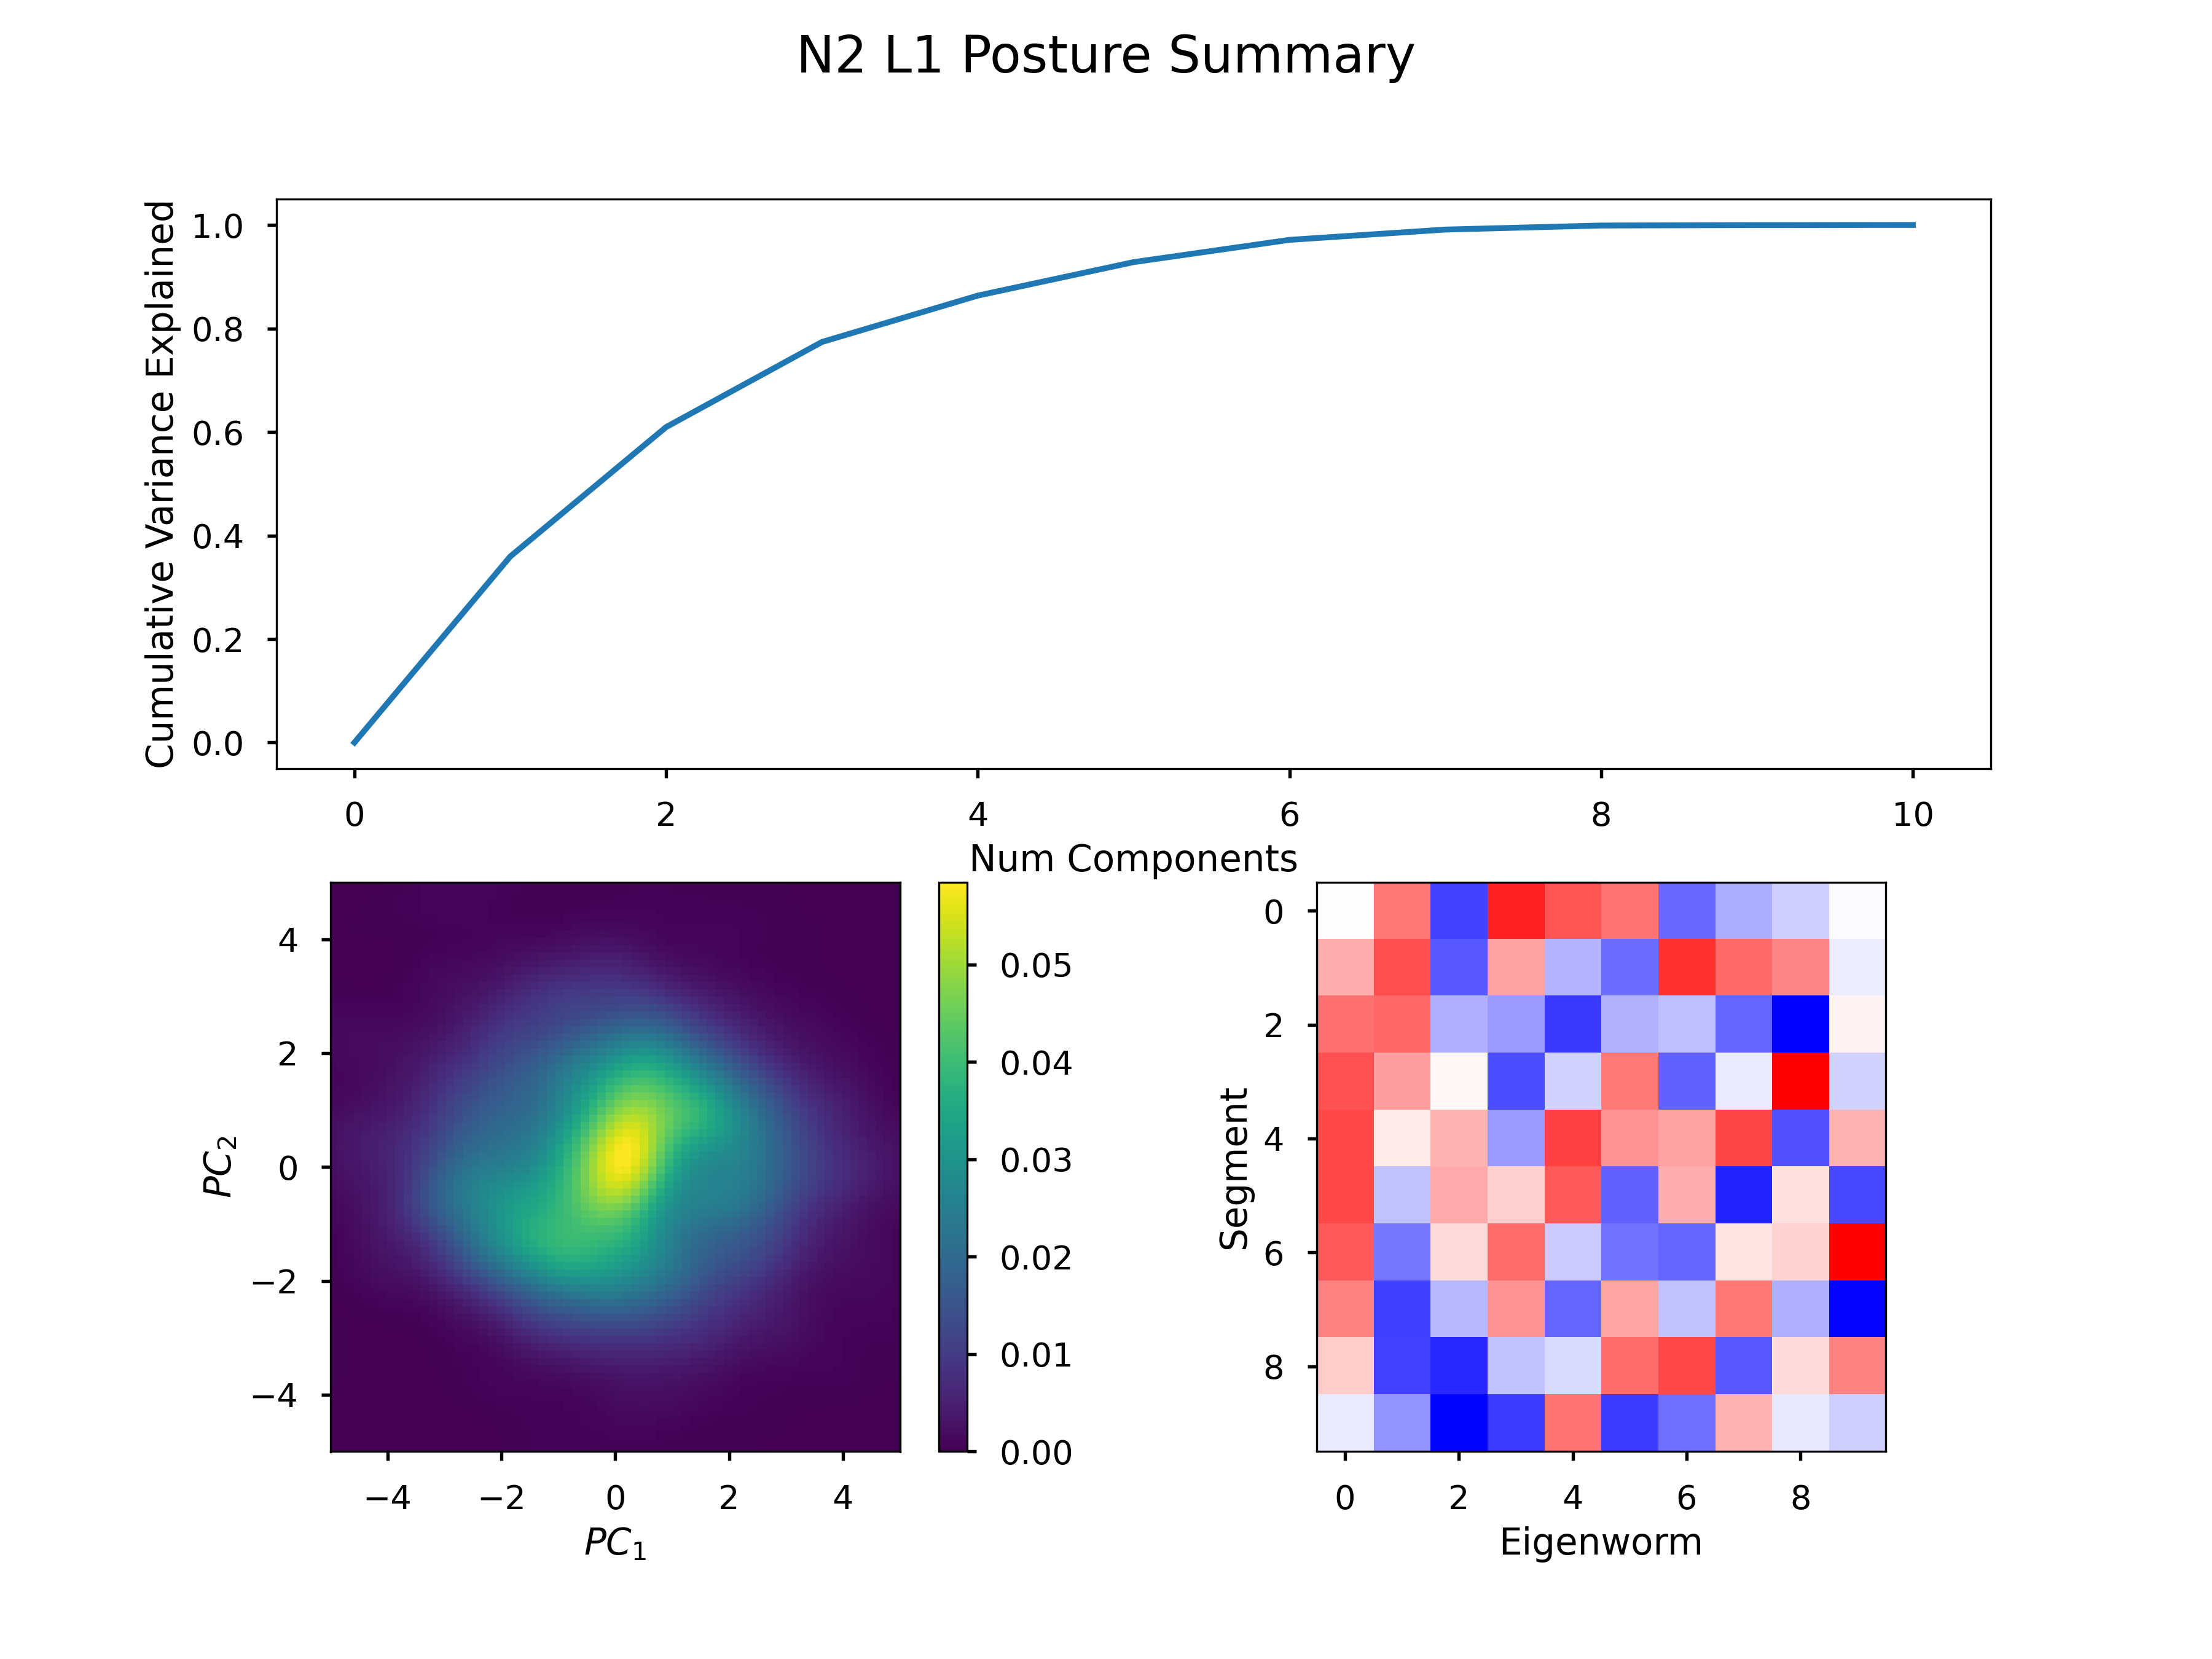 N2 L1 Posture Summary
Cumulative Variance Explained
1.0
0.8
0.6
0.4
0.2
0.0
0 2 4 6 8 10
Num Components
PC2
4
2
0
−2
−4
−4 −2 0 2 4
PC1
0.05
0.04
0.03
0.02
0.01
0.00
Segment
0
2
4
6
8
0 2 4 6 8
Eigenworm